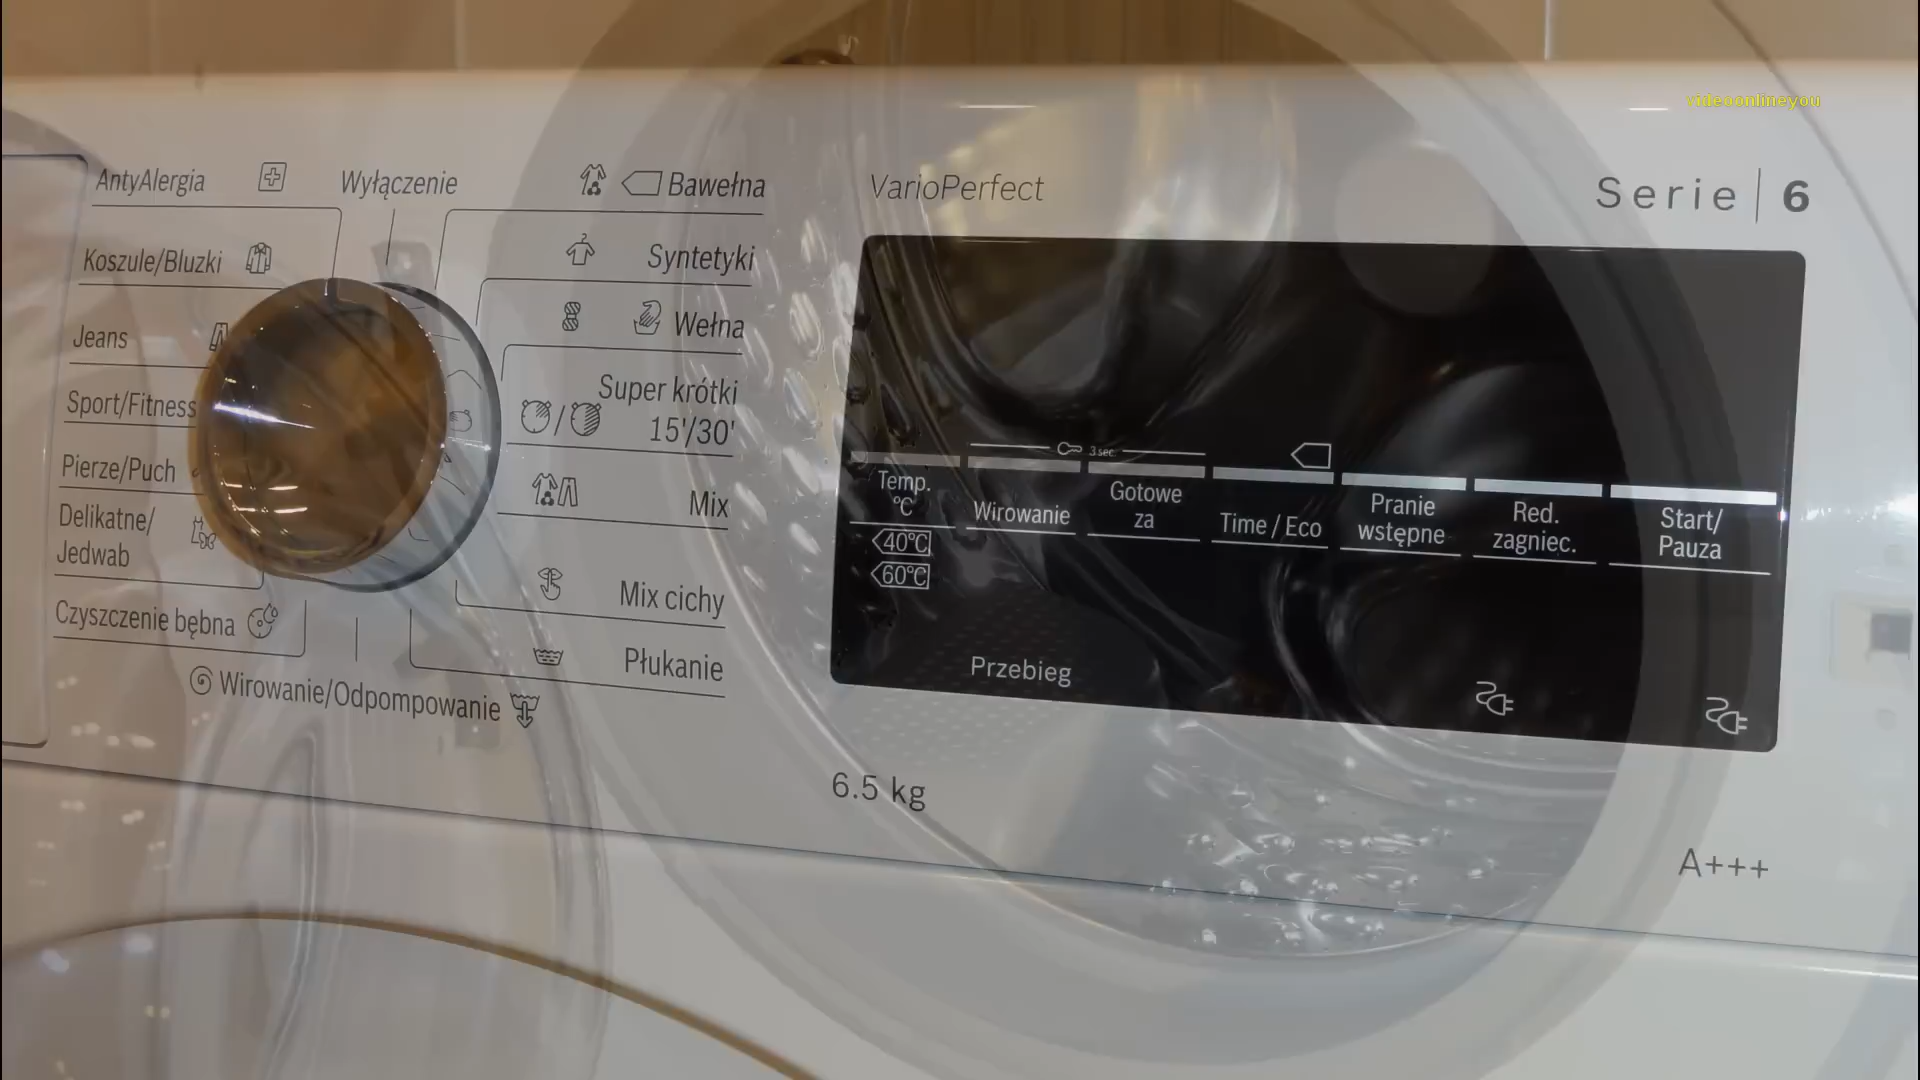 videoonlineyou
AntyAlergia
Wyłączenie
Bawełna
VarioPerfect
Serie | 6
Koszule/Bluzki
Syntetyki
Jeans
Wełna
Sport/Fitness
Super krótki
15'/30'
Pierze/Puch
Mix
Delikatne/
Jedwab
Mix cichy
Czyszczenie bębna
Płukanie
Wirowanie/Odpompowanie
3 sec.
Temp.
°C
40°C
60°C
Wirowanie
Gotowe
za
Time / Eco
Pranie
wstępne
Red.
zagniec.
Start/
Pauza
Przebieg
6.5 kg
A+++